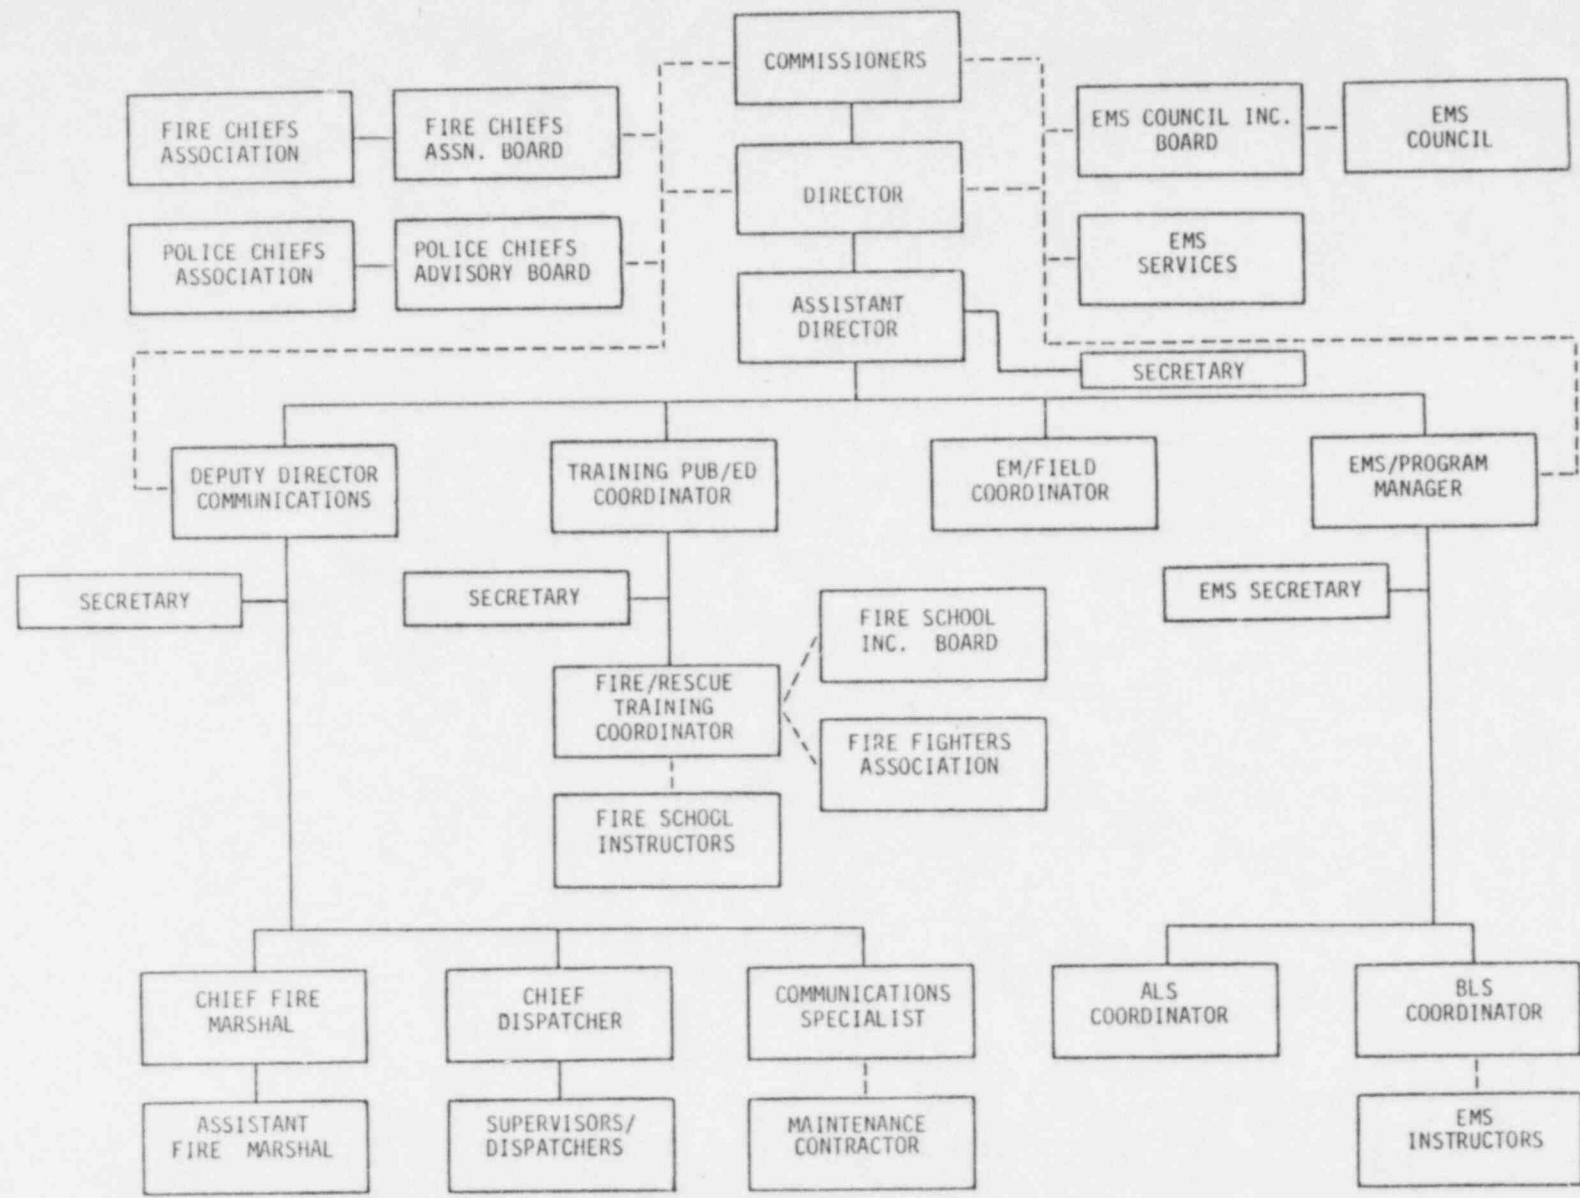 COMMISSIONERS
FIRE CHIEFS
ASSOCIATION
FIRE CHIEFS
ASSN. BOARD
EMS COUNCIL INC.
BOARD
EMS
COUNCIL
DIRECTOR
POLICE CHIEFS
ASSOCIATION
POLICE CHIEFS
ADVISORY BOARD
EMS
SERVICES
ASSISTANT
DIRECTOR
SECRETARY
DEPUTY DIRECTOR
COMMUNICATIONS
TRAINING PUB/ED
COORDINATOR
EM/FIELD
COORDINATOR
EMS/PROGRAM
MANAGER
SECRETARY
SECRETARY
EMS SECRETARY
FIRE SCHOOL
INC. BOARD
FIRE/RESCUE
TRAINING
COORDINATOR
FIRE FIGHTERS
ASSOCIATION
FIRE SCHOOL
INSTRUCTORS
CHIEF FIRE
MARSHAL
CHIEF
DISPATCHER
COMMUNICATIONS
SPECIALIST
ALS
COORDINATOR
BLS
COORDINATOR
ASSISTANT
FIRE MARSHAL
SUPERVISORS/
DISPATCHERS
MAINTENANCE
CONTRACTOR
EMS
INSTRUCTORS